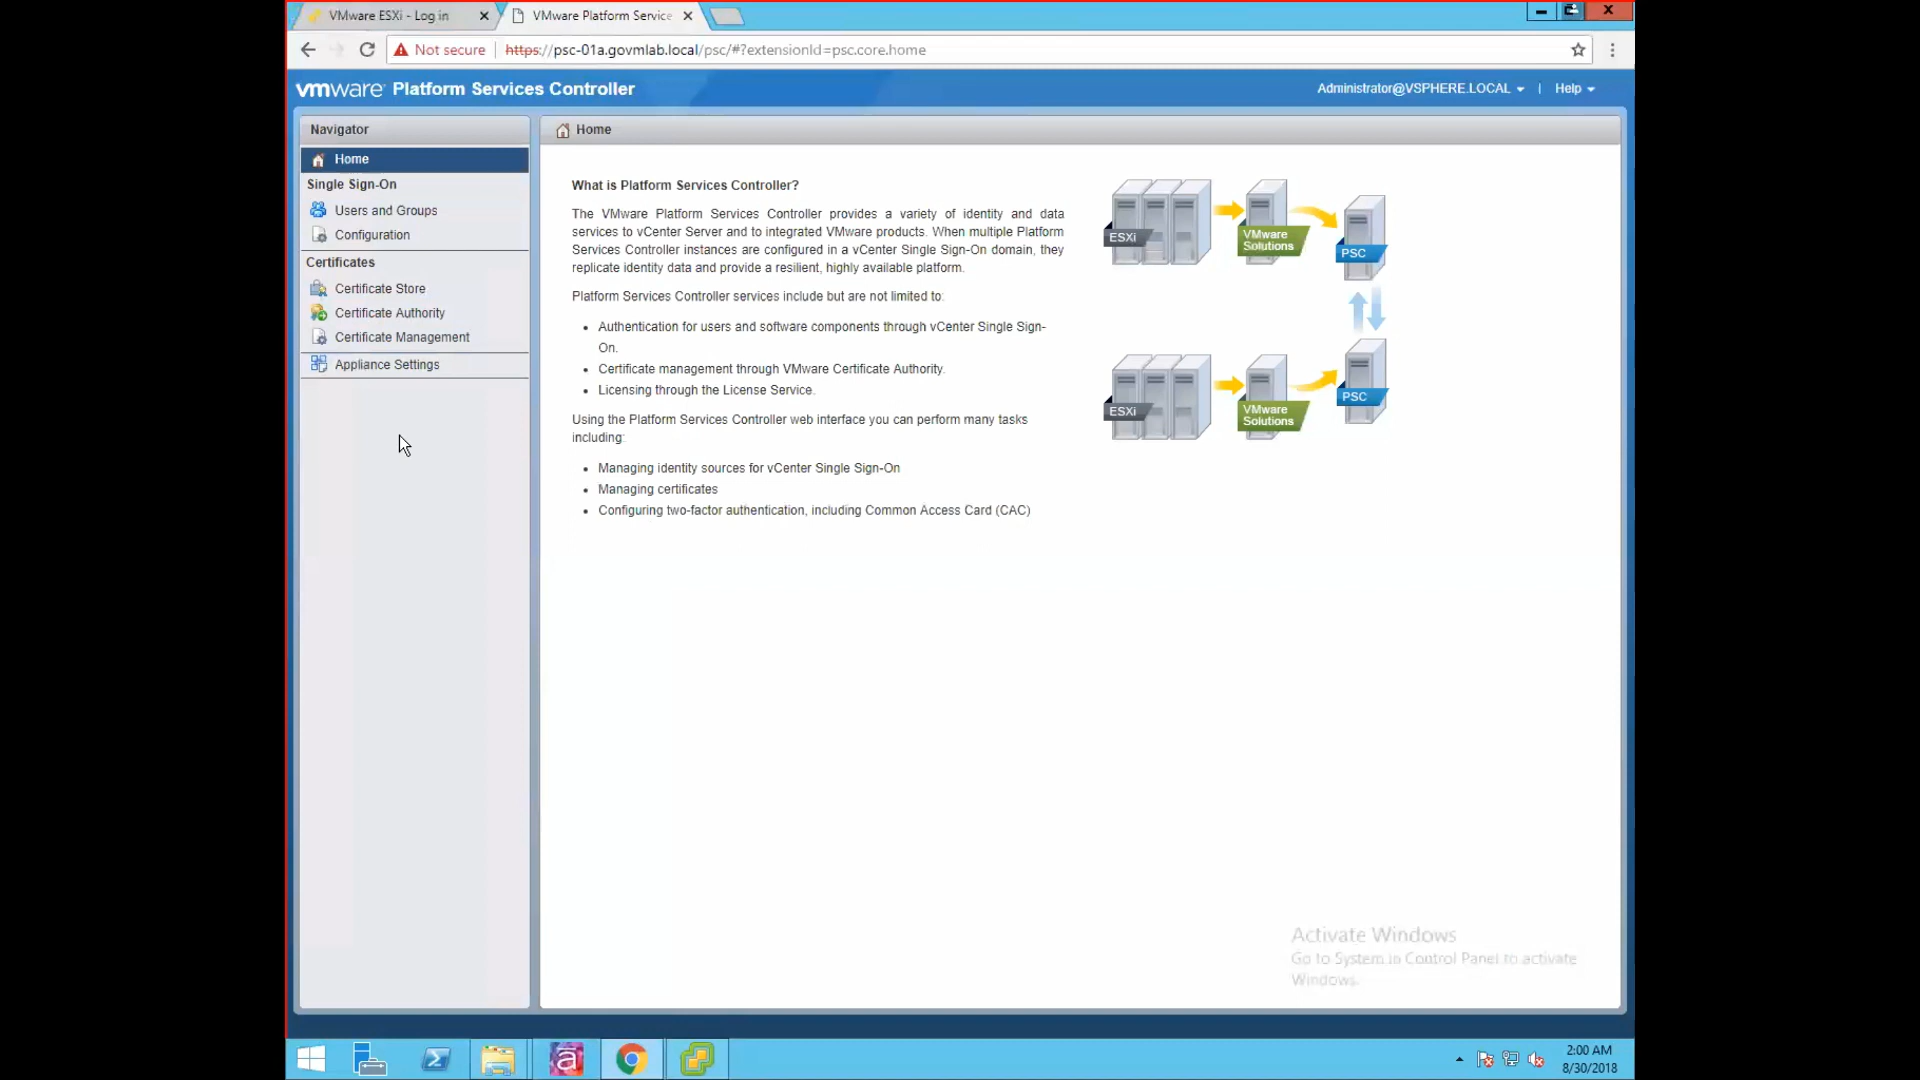 VMware ESXi - Log in
VMware Platform Service
Not secure https://psc-01a.govmlab.local/psc/#?extensionId=psc.core.home
vmware Platform Services Controller
Administrator@VSPHERE.LOCAL | Help
Navigator
Home
Single Sign-On
Users and Groups
Configuration
Certificates
Certificate Store
Certificate Authority
Certificate Management
Appliance Settings
Home
What is Platform Services Controller?
The VMware Platform Services Controller provides a variety of identity and data
services to vCenter Server and to integrated VMware products. When multiple Platform
Services Controller instances are configured in a vCenter Single Sign-On domain, they
replicate identity data and provide a resilient, highly available platform.
Platform Services Controller services include but are not limited to:
• Authentication for users and software components through vCenter Single Sign-
On.
• Certificate management through VMware Certificate Authority.
• Licensing through the License Service.
Using the Platform Services Controller web interface you can perform many tasks
including:
• Managing identity sources for vCenter Single Sign-On
• Managing certificates
• Configuring two-factor authentication, including Common Access Card (CAC)
ESXi
VMware
Solutions
PSC
ESXi
VMware
Solutions
PSC
Activate Windows
Go to System in Control Panel to activate
Windows.
2:00 AM
8/30/2018